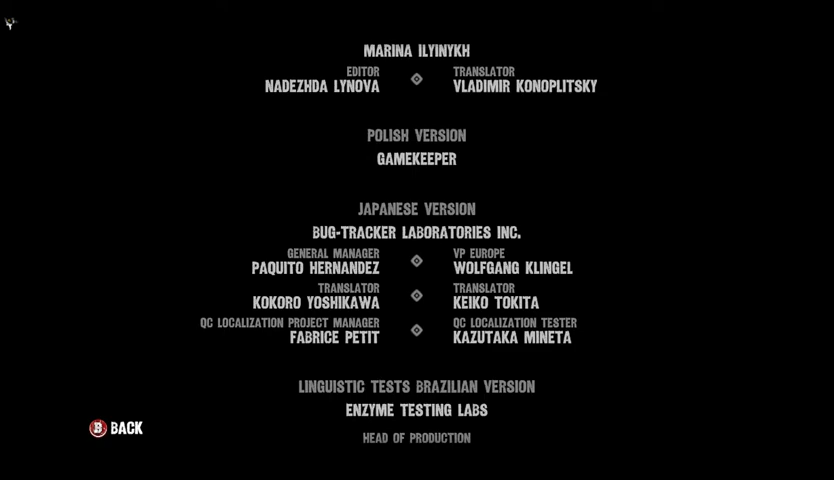 MARINA ILYINYKH
EDITOR TRANSLATOR
NADEZHDA LYNOVA VLADIMIR KONOPLITSKY
POLISH VERSION
GAMEKEEPER
JAPANESE VERSION
BUG-TRACKER LABORATORIES INC.
GENERAL MANAGER VP EUROPE
PAQUITO HERNANDEZ WOLFGANG KLINGEL
TRANSLATOR TRANSLATOR
KOKORO YOSHIKAWA KEIKO TOKITA
QC LOCALIZATION PROJECT MANAGER QC LOCALIZATION TESTER
FABRICE PETIT KAZUTAKA MINETA
LINGUISTIC TESTS BRAZILIAN VERSION
ENZYME TESTING LABS
B BACK
HEAD OF PRODUCTION